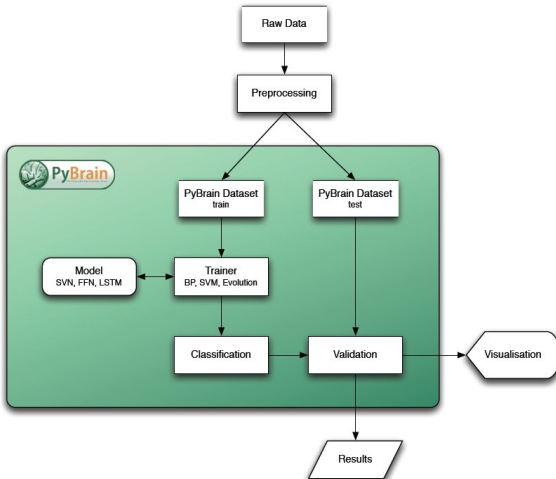 Raw Data
Preprocessing
PyBrain
PyBrain Dataset
train
PyBrain Dataset
test
Model
SVN, FFN, LSTM
Trainer
BP, SVM, Evolution
Classification
Validation
Visualisation
Results